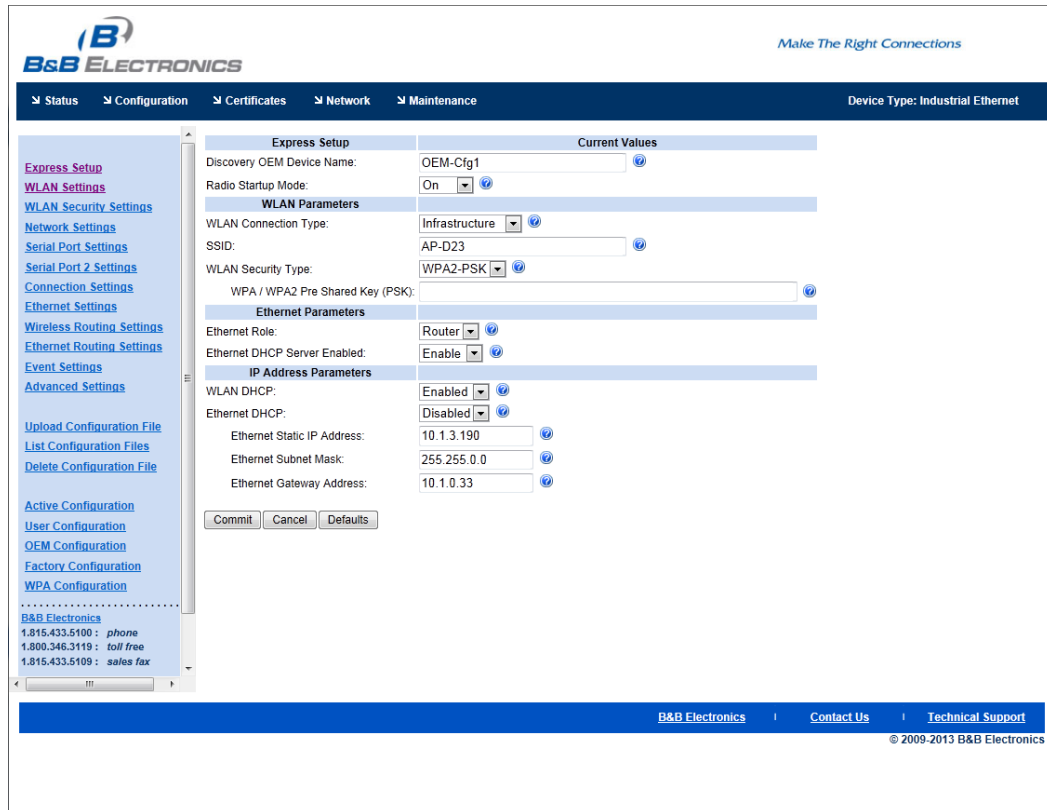 B&B ELECTRONICS
Make The Right Connections
Status Configuration Certificates Network Maintenance Device Type: Industrial Ethernet
Express Setup
WLAN Settings
WLAN Security Settings
Network Settings
Serial Port Settings
Serial Port 2 Settings
Connection Settings
Ethernet Settings
Wireless Routing Settings
Ethernet Routing Settings
Event Settings
Advanced Settings
Upload Configuration File
List Configuration Files
Delete Configuration File
Active Configuration
User Configuration
OEM Configuration
Factory Configuration
WPA Configuration
B&B Electronics
1.815.433.5100 : phone
1.800.346.3119 : toll free
1.815.433.5109 : sales fax
Express Setup Current Values
Discovery OEM Device Name: OEM-Cfg1
Radio Startup Mode: On
WLAN Parameters
WLAN Connection Type: Infrastructure
SSID: AP-D23
WLAN Security Type: WPA2-PSK
WPA / WPA2 Pre Shared Key (PSK):
Ethernet Parameters
Ethernet Role: Router
Ethernet DHCP Server Enabled: Enable
IP Address Parameters
WLAN DHCP: Enabled
Ethernet DHCP: Disabled
Ethernet Static IP Address: 10.1.3.190
Ethernet Subnet Mask: 255.255.0.0
Ethernet Gateway Address: 10.1.0.33
Commit Cancel Defaults
B&B Electronics | Contact Us | Technical Support
© 2009-2013 B&B Electronics